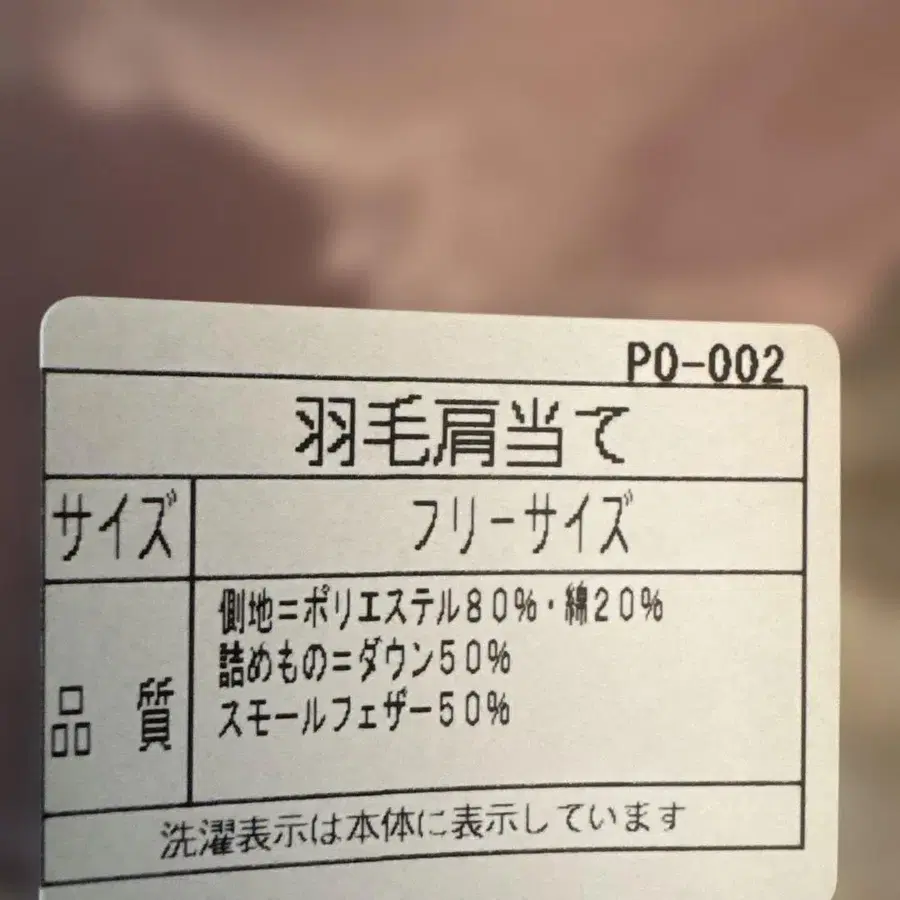 PO-002
羽毛肩当て
サイズ フリーサイズ
品質
側地=ポリエステル80%・綿20%
詰めもの=ダウン50%
スモールフェザー50%
洗濯表示は本体に表示しています